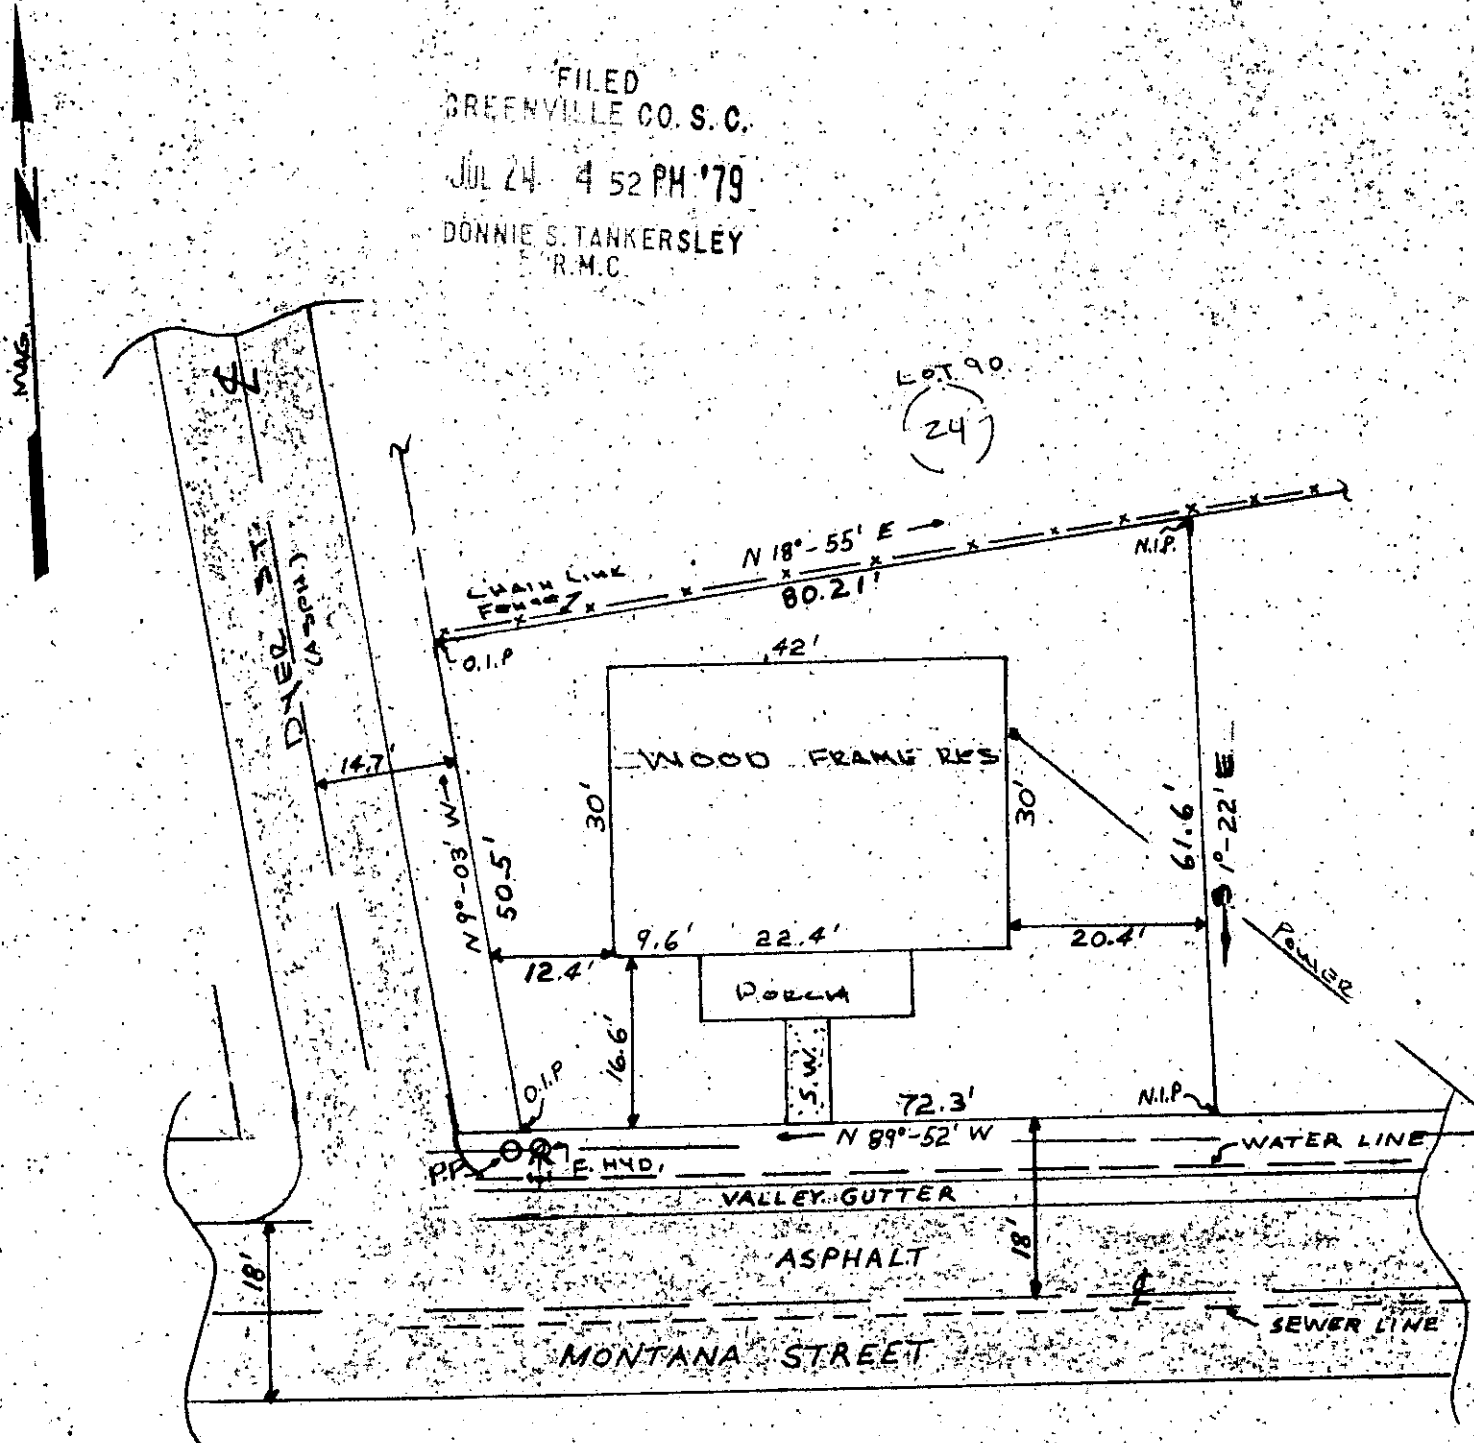 FILED
GREENVILLE CO. S. C.
JUL 24 4 52 PM '79
DONNIE S. TANKERSLEY
R.M.C.
N
MAG.
LOT 90
24
℄
N 18°-55' E
80.21'
N.I.P.
CHAIN LINK
FENCE
O.I.P
DYER ST.
(ASPHALT)
42'
WOOD FRAME RES
14.7'
30'
30'
N 9°-03' W
50.5'
61.6'
S 1°-22' E
9.6' 22.4'
12.4'
20.4'
PORCH
POWER
16.6'
S.W.
O.I.P
72.3'
N.I.P.
N 89°-52' W
WATER LINE
P.P.
F. HYD.
VALLEY GUTTER
18'
ASPHALT
18'
℄
SEWER LINE
MONTANA STREET